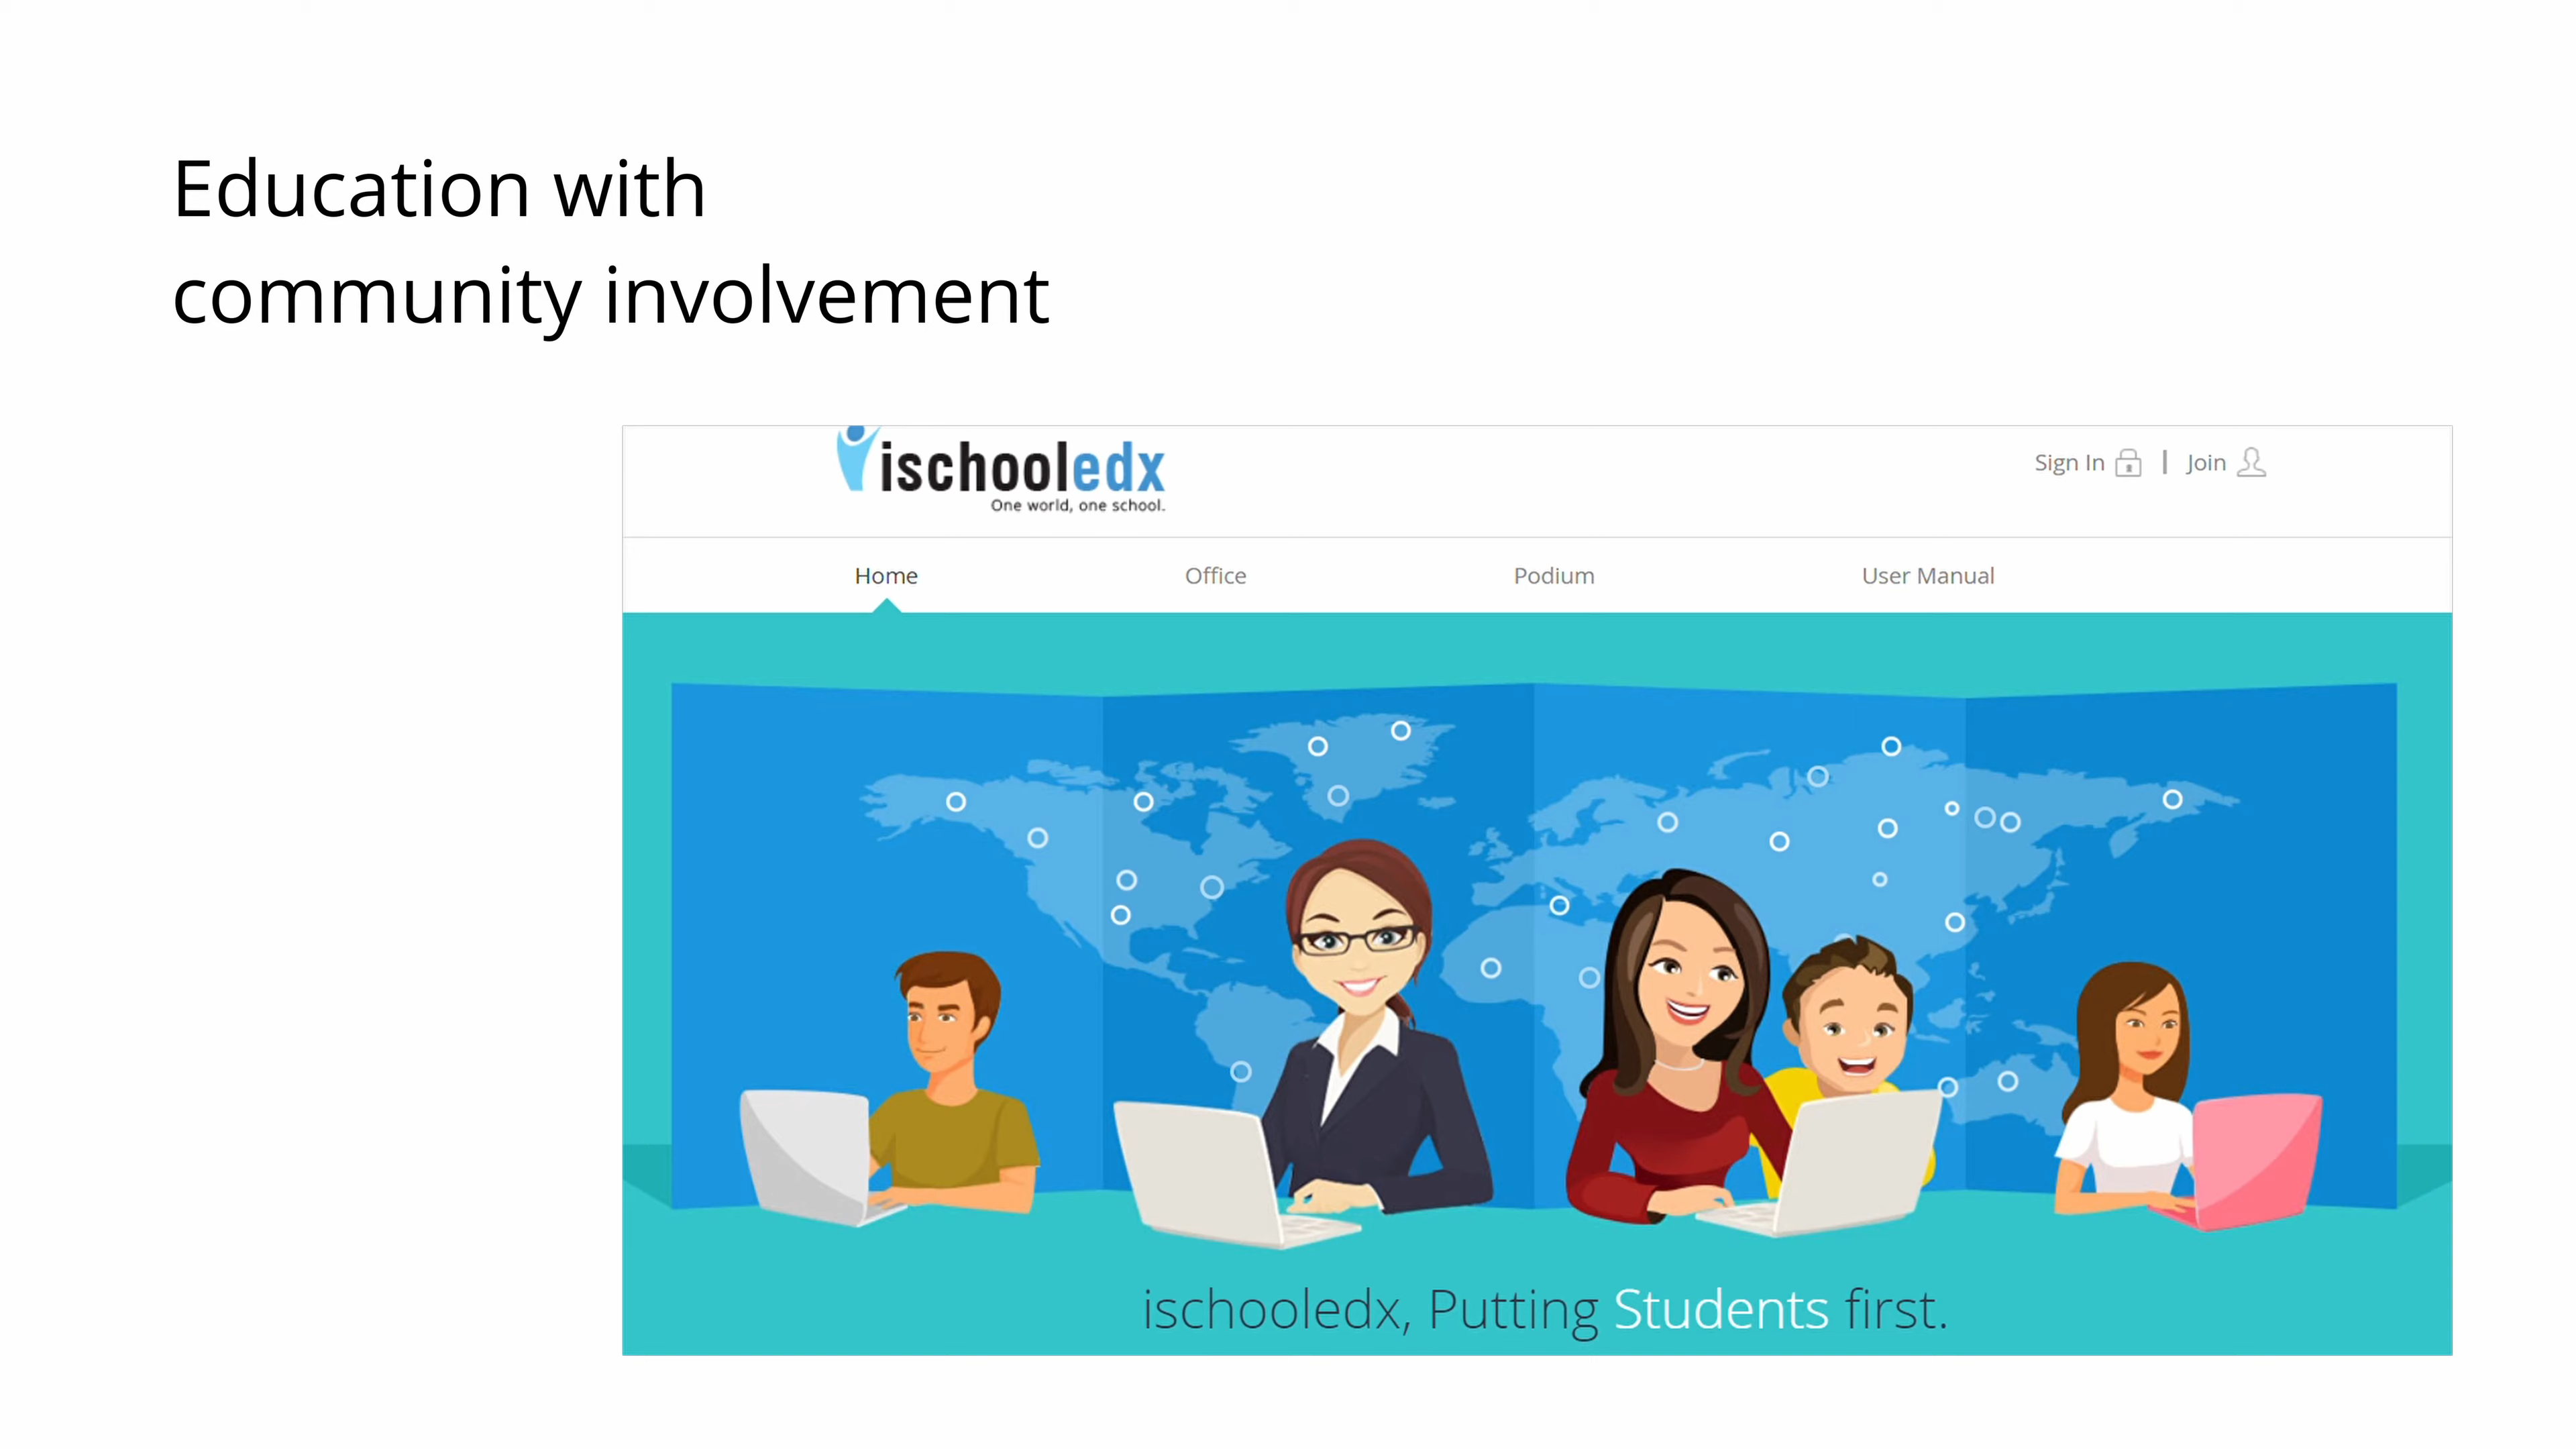 Education with
community involvement
ischooledx
One world, one school.
Sign In | Join
Home Office Podium User Manual
ischooledx, Putting Students first.